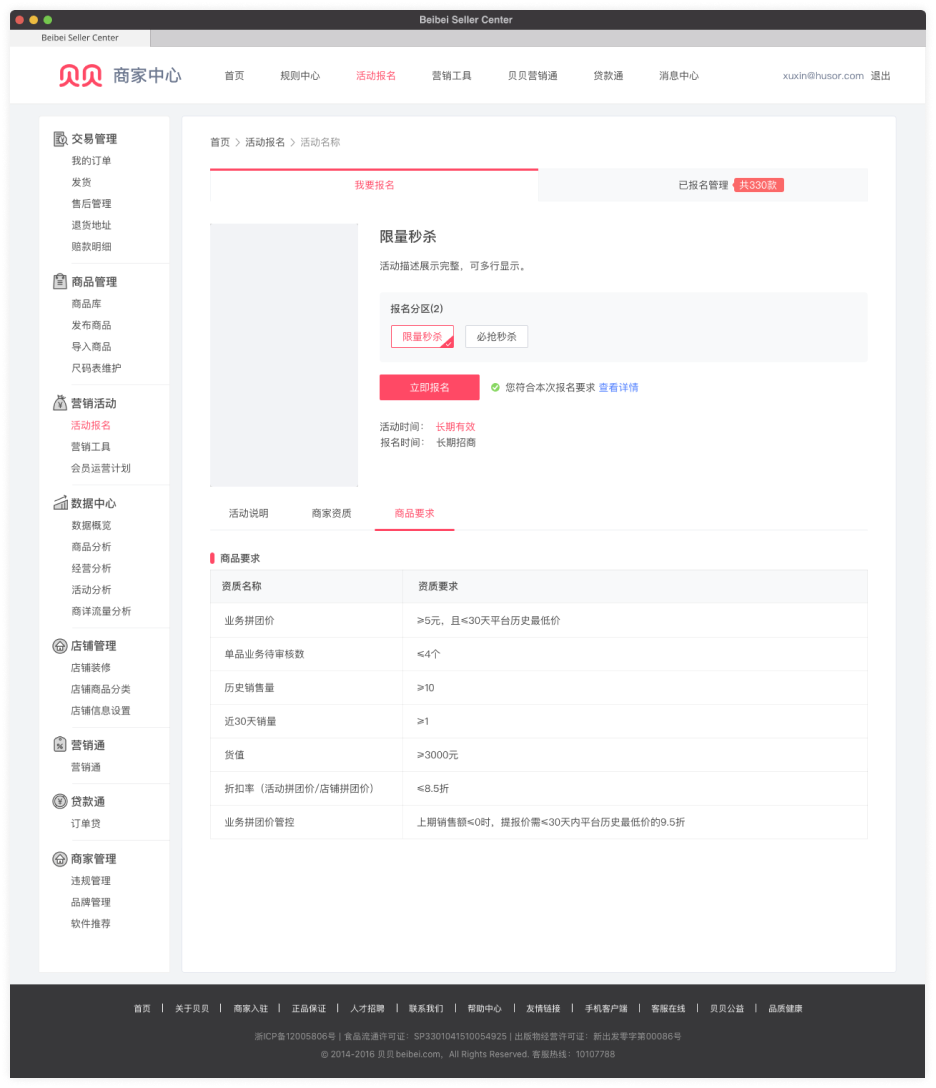 Beibei Seller Center
Beibei Seller Center
贝贝 商家中心 首页 规则中心 活动报名 营销工具 贝贝营销通 贷款通 消息中心 xuxin@husor.com 退出
交易管理
我的订单
发货
售后管理
退货地址
赔款明细
商品管理
商品库
发布商品
导入商品
尺码表维护
营销活动
活动报名
营销工具
会员运营计划
数据中心
数据概览
商品分析
经营分析
活动分析
商详流量分析
店铺管理
店铺装修
店铺商品分类
店铺信息设置
营销通
营销通
贷款通
订单贷
商家管理
违规管理
品牌管理
软件推荐
首页 > 活动报名 > 活动名称
我要报名 已报名管理 共330款
限量秒杀
活动描述展示完整，可多行显示。
报名分区(2)
限量秒杀 必抢秒杀
立即报名 您符合本次报名要求 查看详情
活动时间： 长期有效
报名时间： 长期招商
活动说明 商家资质 商品要求
商品要求
资质名称 资质要求
业务拼团价 ≥5元，且≤30天平台历史最低价
单品业务待审核数 ≤4个
历史销售量 ≥10
近30天销量 ≥1
货值 ≥3000元
折扣率（活动拼团价/店铺拼团价） ≤8.5折
业务拼团价管控 上期销售额≤0时，提报价需≤30天内平台历史最低价的9.5折
首页 | 关于贝贝 | 商家入驻 | 正品保证 | 人才招聘 | 联系我们 | 帮助中心 | 友情链接 | 手机客户端 | 客服在线 | 贝贝公益 | 品质健康
浙ICP备12005806号 | 食品流通许可证：SP3301041510054925 | 出版物经营许可证：新出发零字第00086号
© 2014-2016 贝贝 beibei.com，All Rights Reserved. 客服热线：10107788